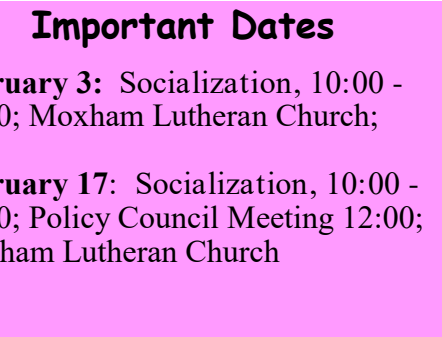 Important Dates
ruary 3: Socialization, 10:00 -
0; Moxham Lutheran Church;
ruary 17: Socialization, 10:00 -
0; Policy Council Meeting 12:00;
ham Lutheran Church